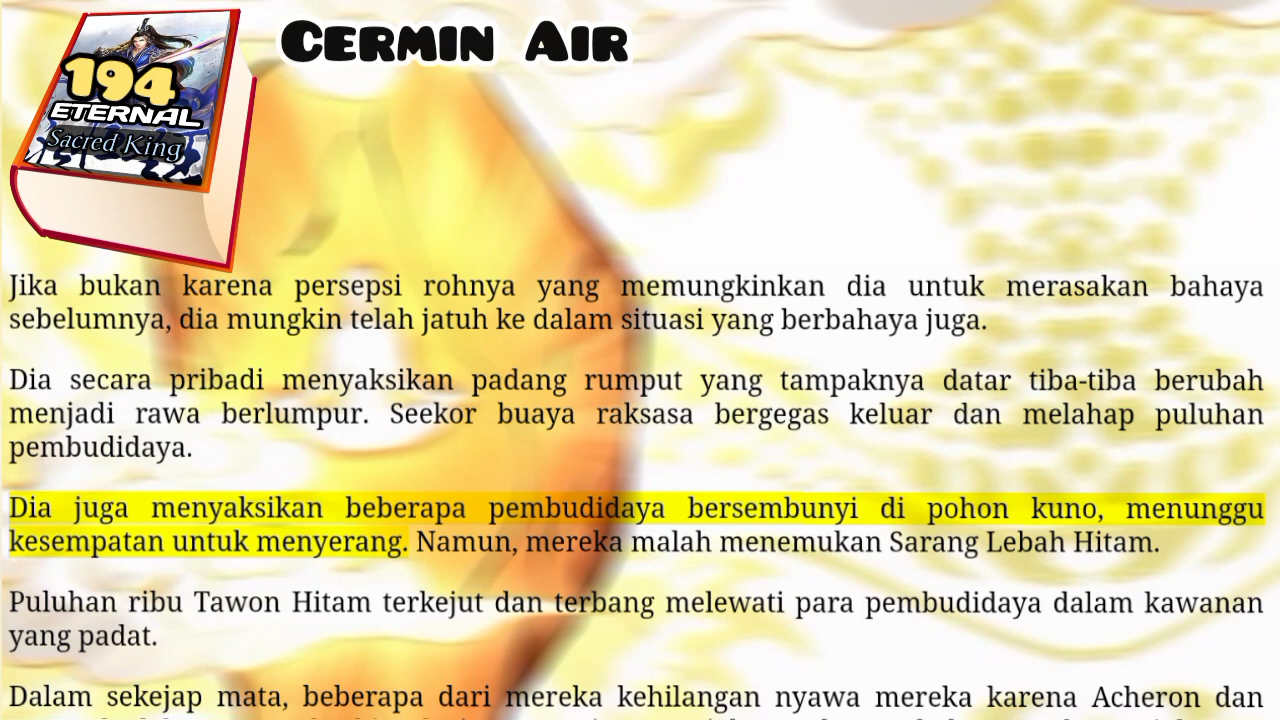 Cermin Air
194
ETERNAL
Sacred King
Jika bukan karena persepsi rohnya yang memungkinkan dia untuk merasakan bahaya
sebelumnya, dia mungkin telah jatuh ke dalam situasi yang berbahaya juga.
Dia secara pribadi menyaksikan padang rumput yang tampaknya datar tiba-tiba berubah
menjadi rawa berlumpur. Seekor buaya raksasa bergegas keluar dan melahap puluhan
pembudidaya.
Dia juga menyaksikan beberapa pembudidaya bersembunyi di pohon kuno, menunggu
kesempatan untuk menyerang. Namun, mereka malah menemukan Sarang Lebah Hitam.
Puluhan ribu Tawon Hitam terkejut dan terbang melewati para pembudidaya dalam kawanan
yang padat.
Dalam sekejap mata, beberapa dari mereka kehilangan nyawa mereka karena Acheron dan